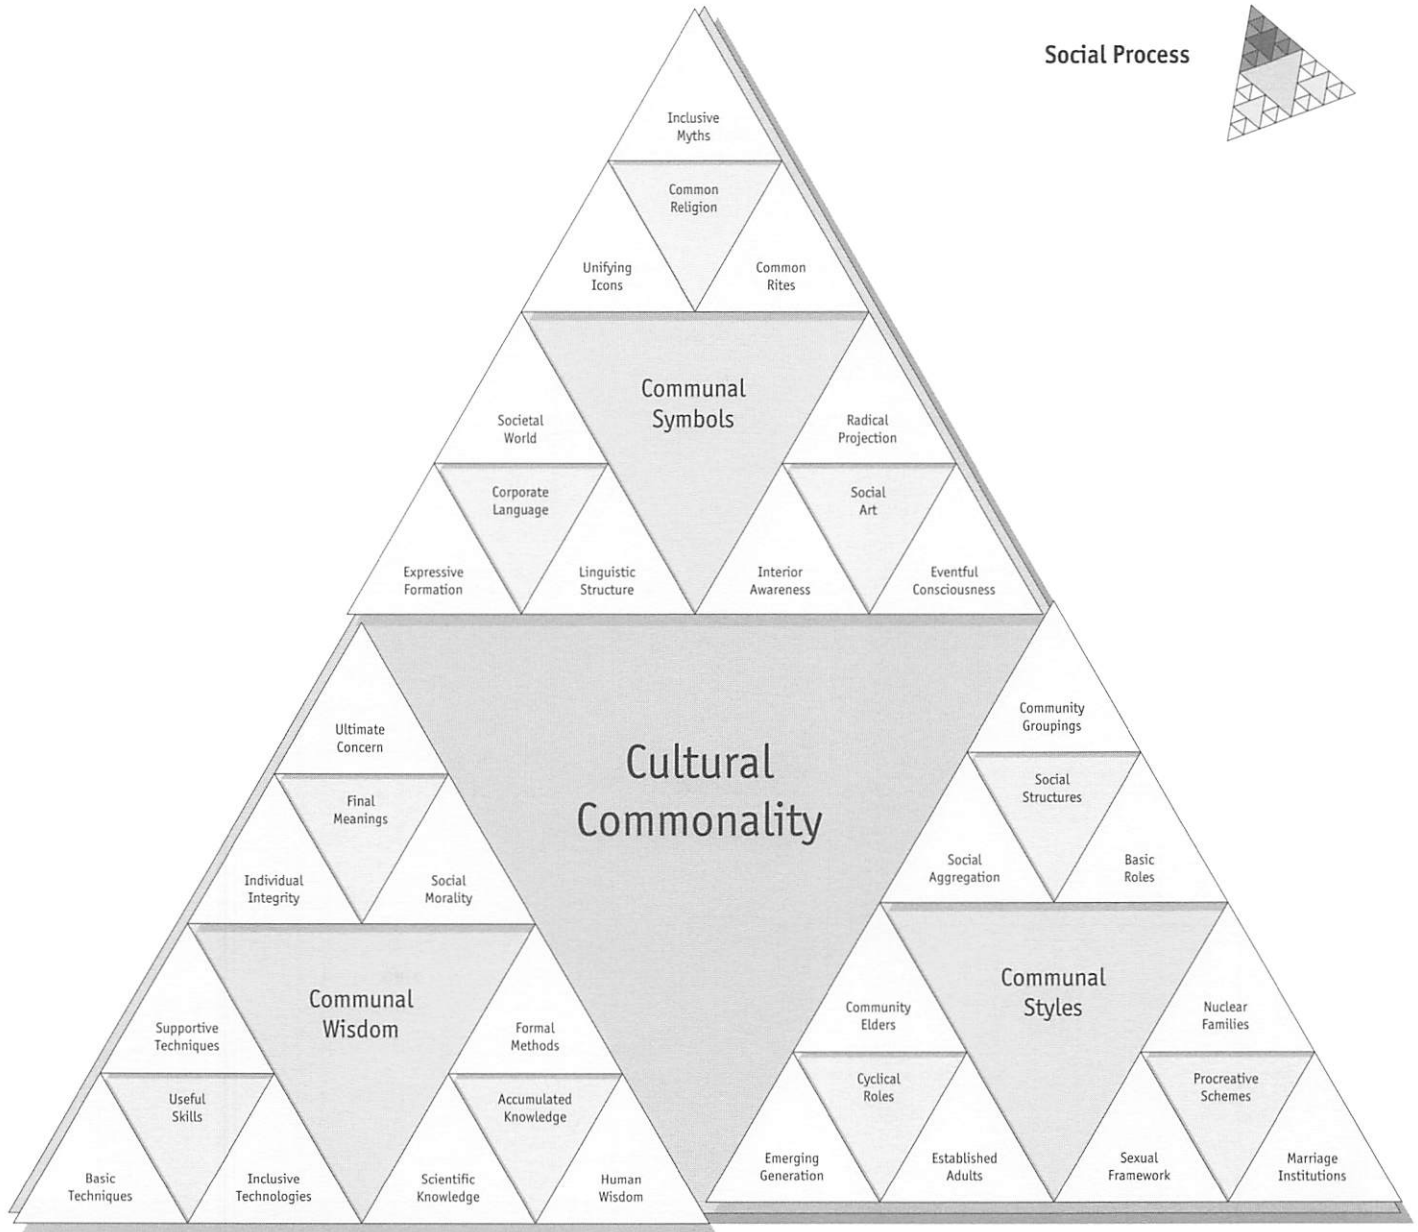 Social Process
Inclusive
Myths
Common
Religion
Unifying
Icons
Common
Rites
Communal
Symbols
Societal
World
Radical
Projection
Corporate
Language
Social
Art
Expressive
Formation
Linguistic
Structure
Interior
Awareness
Eventful
Consciousness
Cultural
Commonality
Ultimate
Concern
Final
Meanings
Individual
Integrity
Social
Morality
Communal
Wisdom
Supportive
Techniques
Formal
Methods
Useful
Skills
Accumulated
Knowledge
Basic
Techniques
Inclusive
Technologies
Scientific
Knowledge
Human
Wisdom
Community
Groupings
Social
Structures
Social
Aggregation
Basic
Roles
Communal
Styles
Community
Elders
Nuclear
Families
Cyclical
Roles
Procreative
Schemes
Emerging
Generation
Established
Adults
Sexual
Framework
Marriage
Institutions